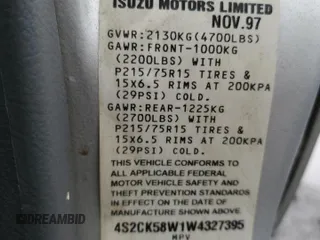 ISUZU MOTORS LIMITED
NOV.97
GVWR:2130KG(4700LBS)
GAWR:FRONT-1000KG
(2200LBS) WITH
P215/75R15 TIRES &
15x6.5 RIMS AT 200KPA
(29PSI) COLD.
GAWR:REAR-1225KG
(2700LBS) WITH
P215/75R15 TIRES &
15x6.5 RIMS AT 200KPA
(29PSI) COLD.
THIS VEHICLE CONFORMS TO
ALL APPLICABLE FEDERAL
MOTOR VEHICLE SAFETY AND
THEFT PREVENTION STANDARDS
IN EFFECT ON THE DATE OF
MANUFACTURE SHOWN ABOVE.
4S2CK58W1W4327395
MPV
DREAMBID